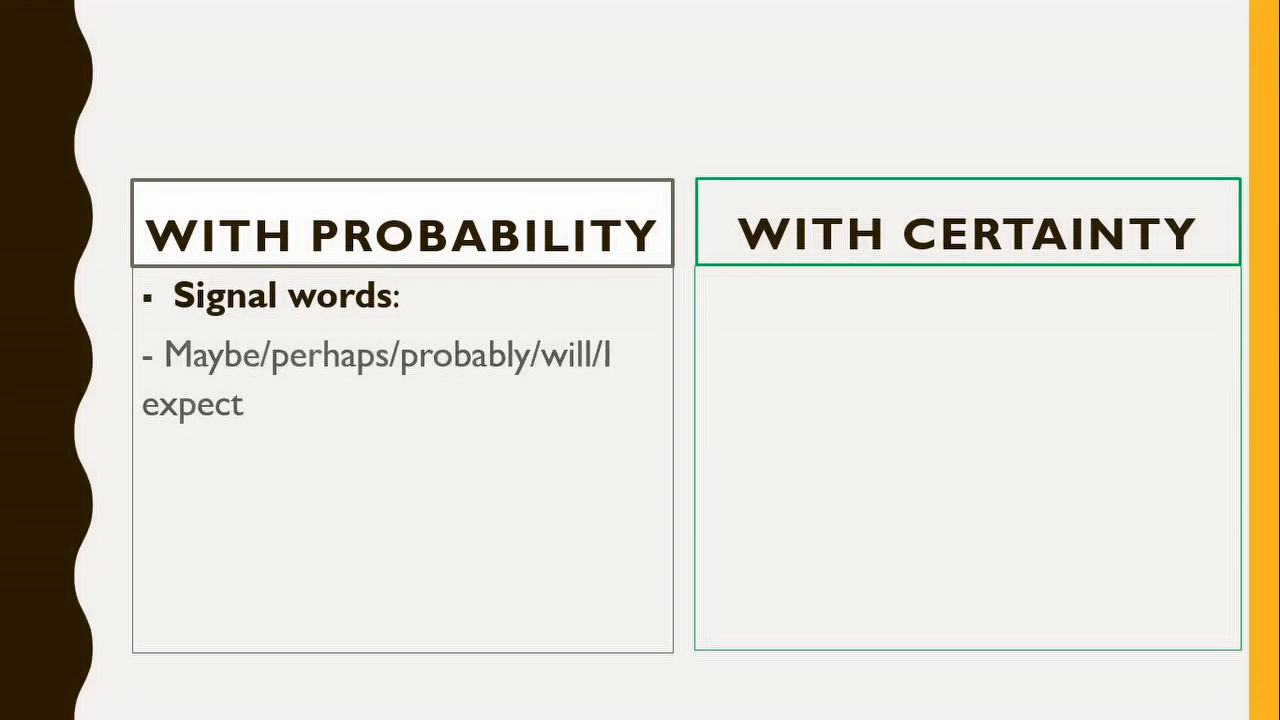 WITH PROBABILITY
▪ Signal words:
- Maybe/perhaps/probably/will/I
expect
WITH CERTAINTY